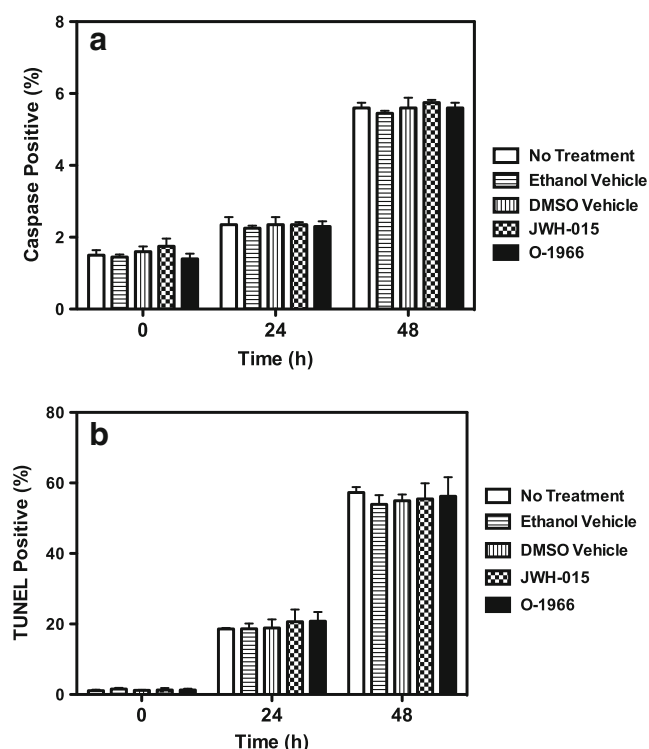 a
8
6
4
2
0
Caspase Positive (%)
0 24 48
Time (h)
No Treatment
Ethanol Vehicle
DMSO Vehicle
JWH-015
O-1966
b
80
60
40
20
0
TUNEL Positive (%)
0 24 48
Time (h)
No Treatment
Ethanol Vehicle
DMSO Vehicle
JWH-015
O-1966